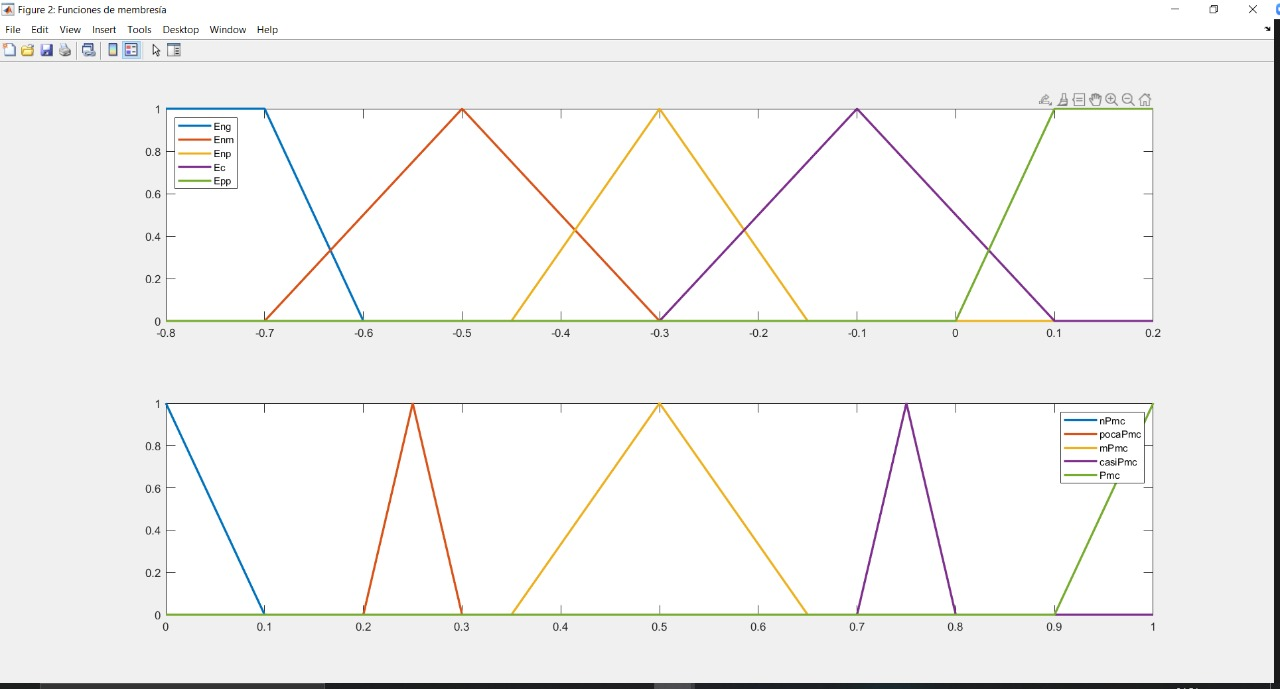 Figure 2: Funciones de membresía
File Edit View Insert Tools Desktop Window Help
1
0.8
0.6
0.4
0.2
0
-0.8 -0.7 -0.6 -0.5 -0.4 -0.3 -0.2 -0.1 0 0.1 0.2
Eng
Enm
Enp
Ec
Epp
1
0.8
0.6
0.4
0.2
0
0 0.1 0.2 0.3 0.4 0.5 0.6 0.7 0.8 0.9 1
nPmc
pocaPmc
mPmc
casiPmc
Pmc